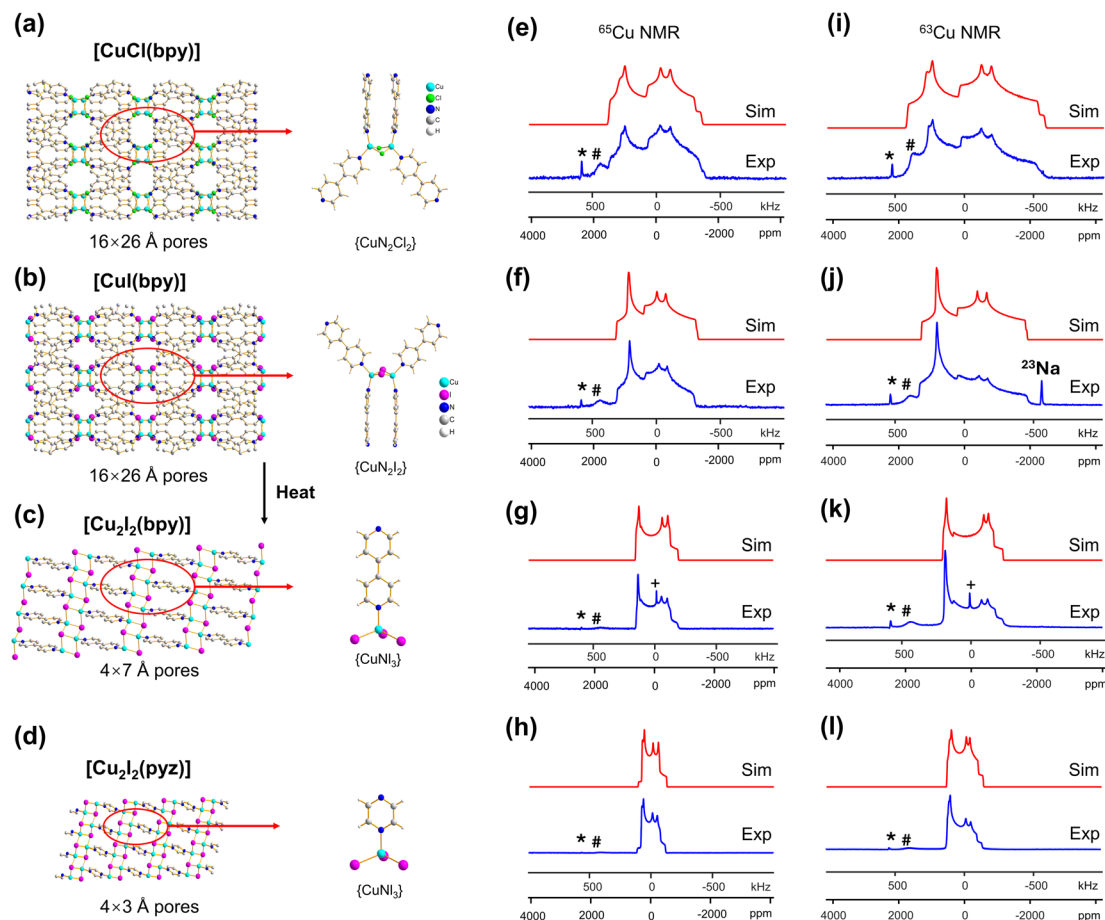 (a)
[CuCl(bpy)]
Cu
Cl
N
C
H
16×26 Å pores
{CuN₂Cl₂}
(b)
[CuI(bpy)]
Cu
I
N
C
H
16×26 Å pores
{CuN₂I₂}
Heat
(c)
[Cu₂I₂(bpy)]
4×7 Å pores
{CuNI₃}
(d)
[Cu₂I₂(pyz)]
4×3 Å pores
{CuNI₃}
(e)
⁶⁵Cu NMR
Sim
* #
Exp
500 0 -500 kHz
4000 2000 0 -2000 ppm
(i)
⁶³Cu NMR
Sim
* #
Exp
500 0 -500 kHz
4000 2000 0 -2000 ppm
(f)
Sim
* #
Exp
500 0 -500 kHz
4000 2000 0 -2000 ppm
(j)
Sim
²³Na
* #
Exp
500 0 -500 kHz
4000 2000 0 -2000 ppm
(g)
Sim
+
* #
Exp
500 0 -500 kHz
4000 2000 0 -2000 ppm
(k)
Sim
+
* #
Exp
500 0 -500 kHz
4000 2000 0 -2000 ppm
(h)
Sim
* #
Exp
500 0 -500 kHz
4000 2000 0 -2000 ppm
(l)
Sim
* #
Exp
500 0 -500 kHz
4000 2000 0 -2000 ppm